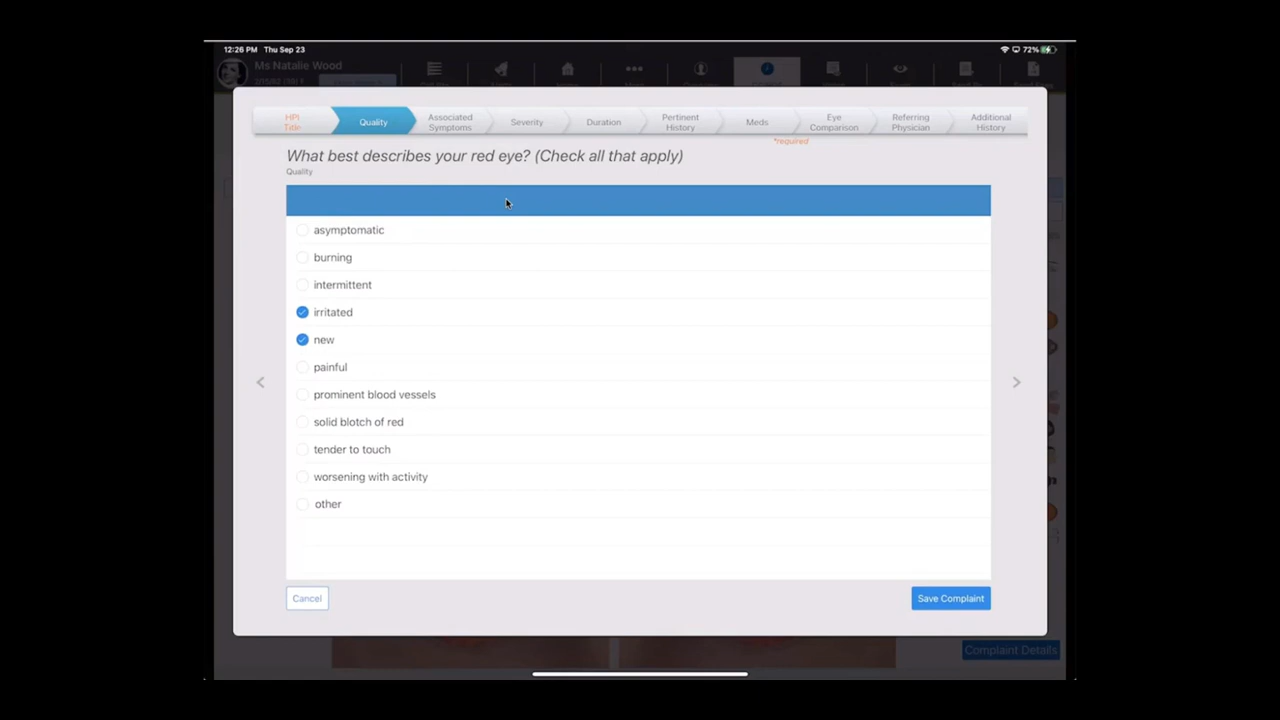 12:26 PM Thu Sep 23
72%
Ms Natalie Wood
HPI Title
Quality
Associated Symptoms
Severity
Duration
Pertinent History
Meds
Eye Comparison
Referring Physician
Additional History
*required
What best describes your red eye? (Check all that apply)
Quality
asymptomatic
burning
intermittent
irritated
new
painful
prominent blood vessels
solid blotch of red
tender to touch
worsening with activity
other
Cancel
Save Complaint
Complaint Details